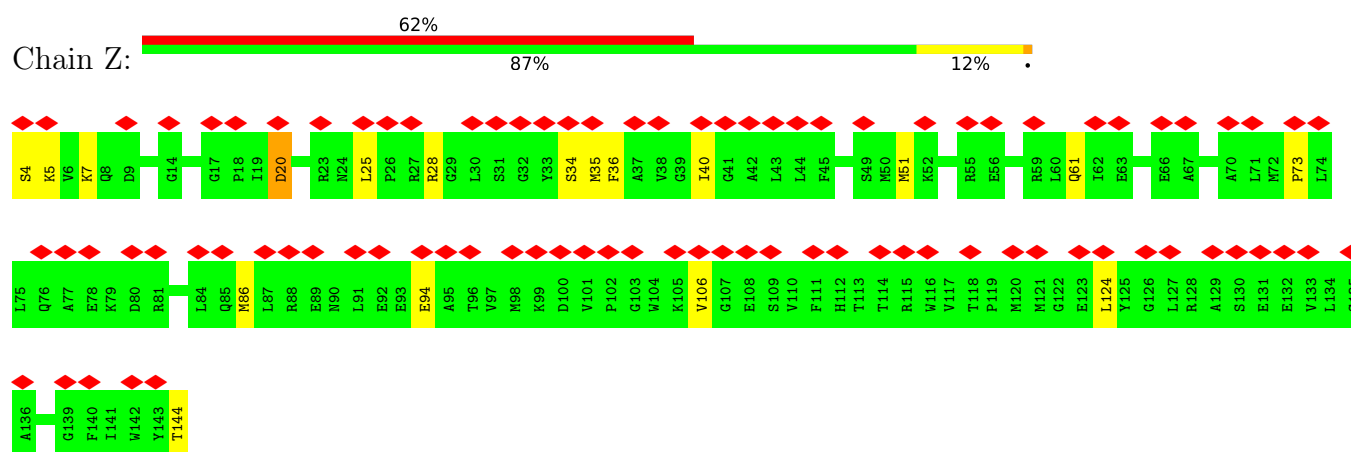 62%
Chain Z:
87% 12% •
S4 K5 V6 K7 Q8 D9 G14 G17 P18 I19 D20 R23 N24 L25 P26 R27 R28 G29 L30 S31 G32 Y33 S34 M35 F36 A37 V38 G39 I40 G41 A42 L43 L44 F45 S49 M50 M51 K52 R55 E56 R59 L60 Q61 I62 E63 E66 A67 A70 L71 M72 P73 L74
L75 Q76 A77 E78 K79 D80 R81 L84 Q85 M86 L87 R88 E89 N90 L91 E92 E93 E94 A95 T96 V97 M98 K99 D100 V101 P102 G103 W104 K105 V106 G107 E108 S109 V110 F111 H112 T113 T114 R115 W116 V117 T118 P119 M120 M121 G122 E123 L124 Y125 G126 L127 R128 A129 S130 E131 E132 V133 L134
A136 G139 F140 I141 W142 Y143 T144